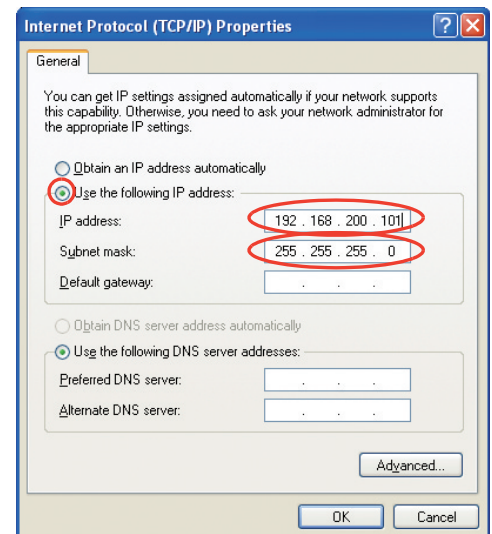 Internet Protocol (TCP/IP) Properties
General
You can get IP settings assigned automatically if your network supports
this capability. Otherwise, you need to ask your network administrator for
the appropriate IP settings.
Obtain an IP address automatically
Use the following IP address:
IP address: 192 . 168 . 200 . 101
Subnet mask: 255 . 255 . 255 . 0
Default gateway: . . .
Obtain DNS server address automatically
Use the following DNS server addresses:
Preferred DNS server: . . .
Alternate DNS server: . . .
Advanced...
OK Cancel